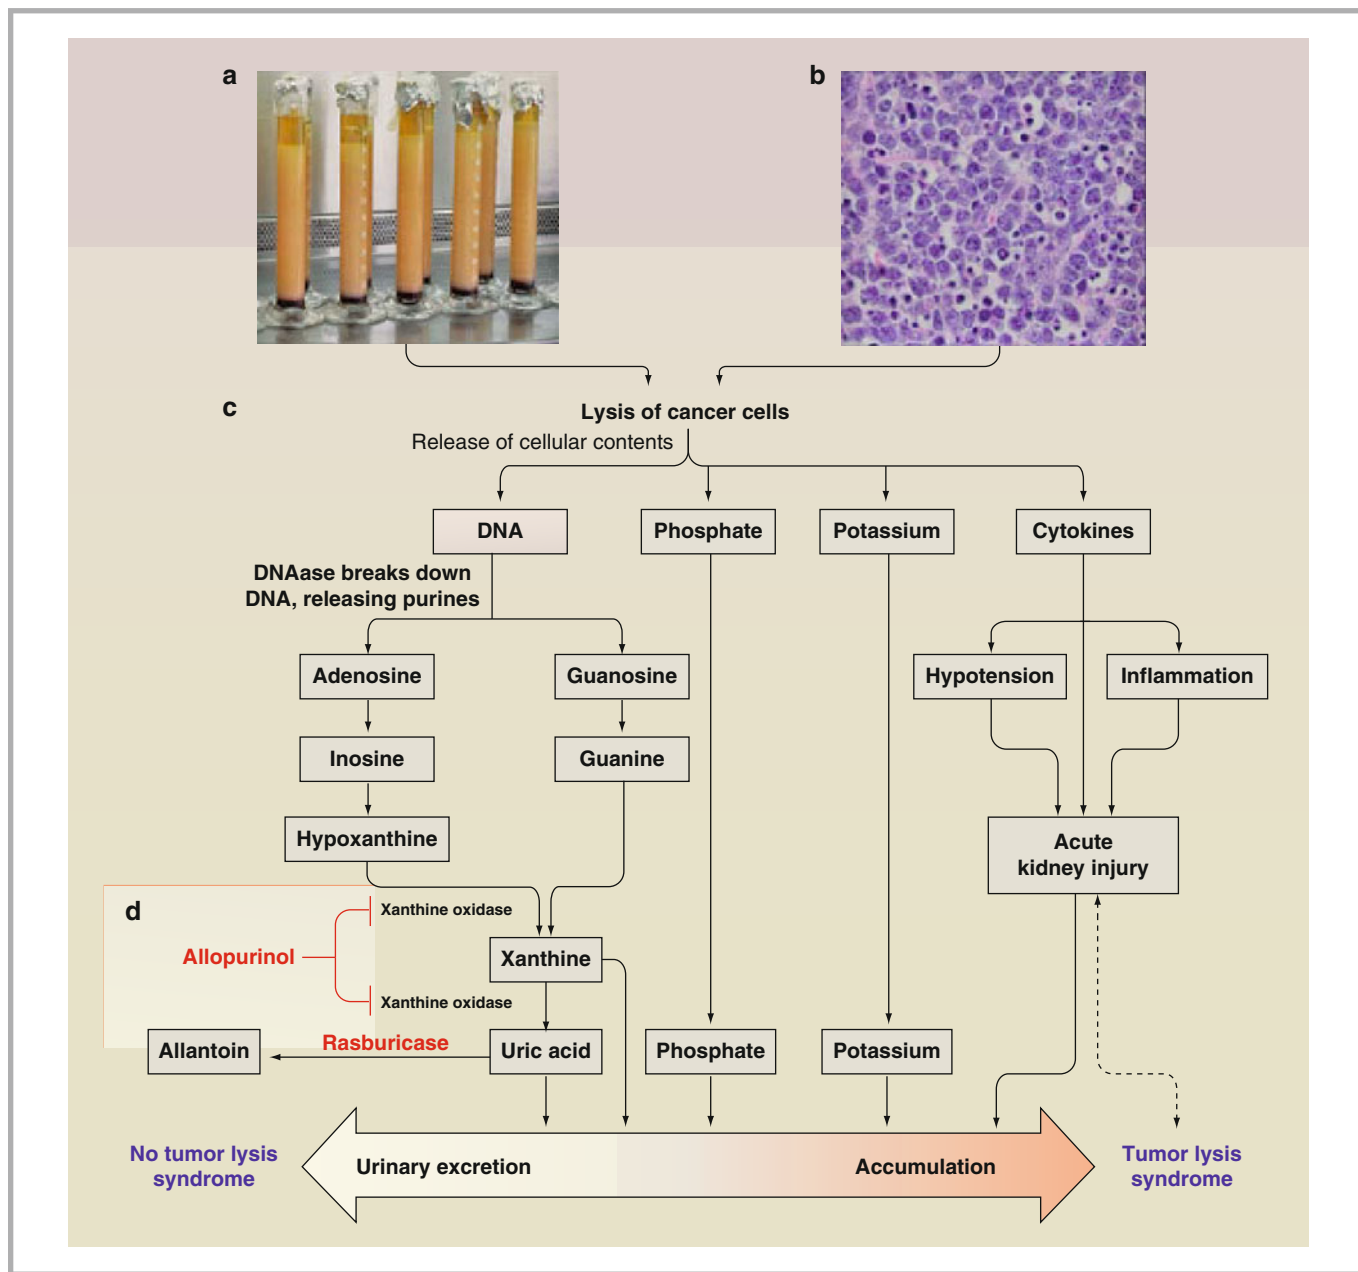 a
b
c
Lysis of cancer cells
Release of cellular contents
DNA
Phosphate
Potassium
Cytokines
DNAase breaks down
DNA, releasing purines
Adenosine
Guanosine
Hypotension
Inflammation
Inosine
Guanine
Hypoxanthine
Acute
kidney injury
d
Xanthine oxidase
Allopurinol
Xanthine
Xanthine oxidase
Rasburicase
Allantoin
Uric acid
Phosphate
Potassium
No tumor lysis
syndrome
Urinary excretion
Accumulation
Tumor lysis
syndrome